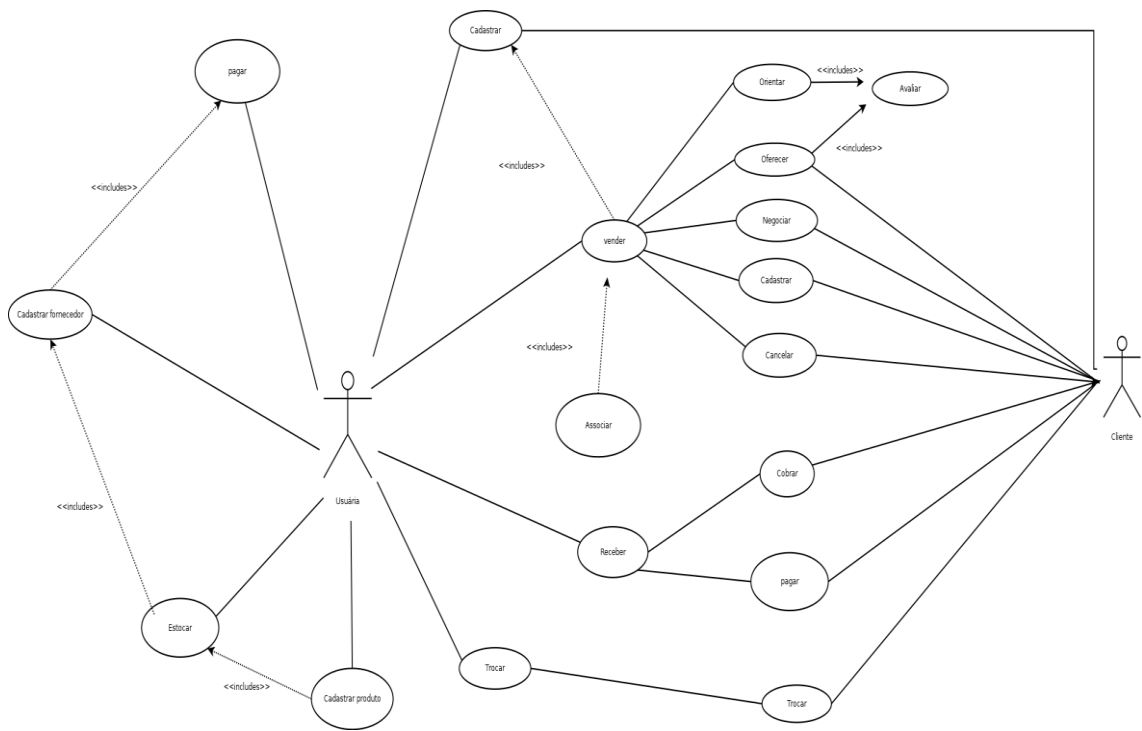 Cadastrar
pagar
<<includes>>
Orientar
Avaliar
<<includes>>
Oferecer
<<includes>>
<<includes>>
Negociar
vender
Cadastrar
Cadastrar fornecedor
<<includes>>
Cancelar
Associar
Cliente
Cobrar
Usuária
<<includes>>
Receber
pagar
Estocar
Trocar
<<includes>>
Cadastrar produto
Trocar